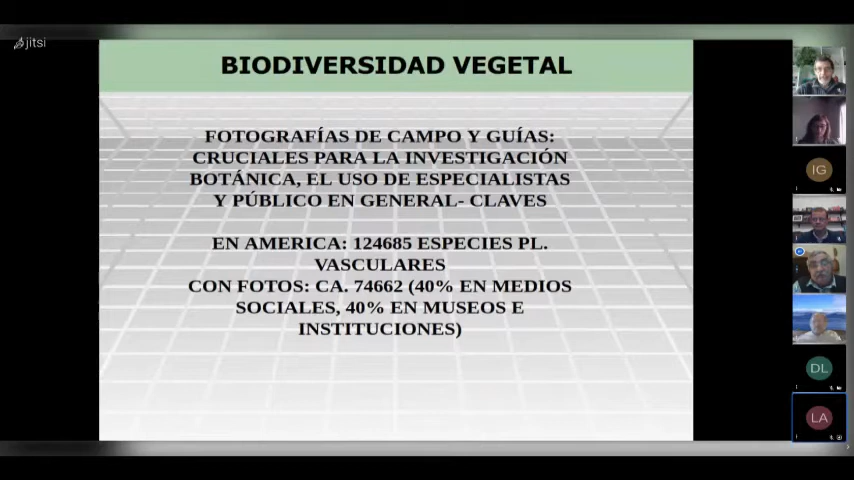 jitsi
BIODIVERSIDAD VEGETAL
FOTOGRAFÍAS DE CAMPO Y GUÍAS:
CRUCIALES PARA LA INVESTIGACIÓN
BOTÁNICA, EL USO DE ESPECIALISTAS
Y PÚBLICO EN GENERAL- CLAVES
EN AMERICA: 124685 ESPECIES PL.
VASCULARES
CON FOTOS: CA. 74662 (40% EN MEDIOS
SOCIALES, 40% EN MUSEOS E
INSTITUCIONES)
IG
DL
LA